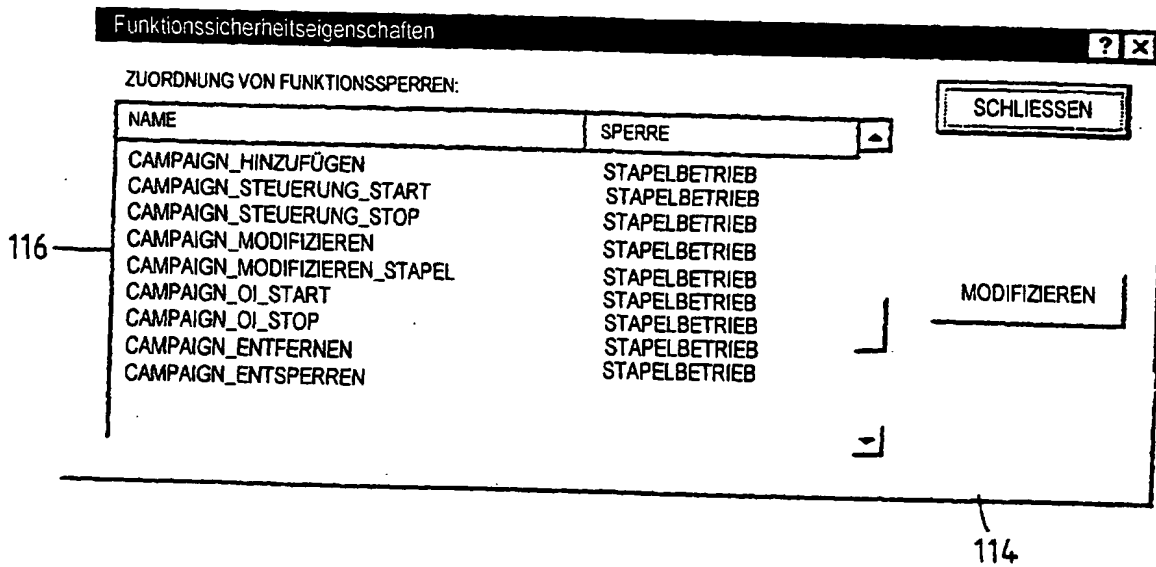 Funktionssicherheitseigenschaften ? X
ZUORDNUNG VON FUNKTIONSSPERREN:
SCHLIESSEN
NAME SPERRE
CAMPAIGN_HINZUFÜGEN STAPELBETRIEB
CAMPAIGN_STEUERUNG_START STAPELBETRIEB
CAMPAIGN_STEUERUNG_STOP STAPELBETRIEB
CAMPAIGN_MODIFIZIEREN STAPELBETRIEB
CAMPAIGN_MODIFIZIEREN_STAPEL STAPELBETRIEB
CAMPAIGN_OI_START STAPELBETRIEB
CAMPAIGN_OI_STOP STAPELBETRIEB
CAMPAIGN_ENTFERNEN STAPELBETRIEB
CAMPAIGN_ENTSPERREN STAPELBETRIEB
MODIFIZIEREN
116
114